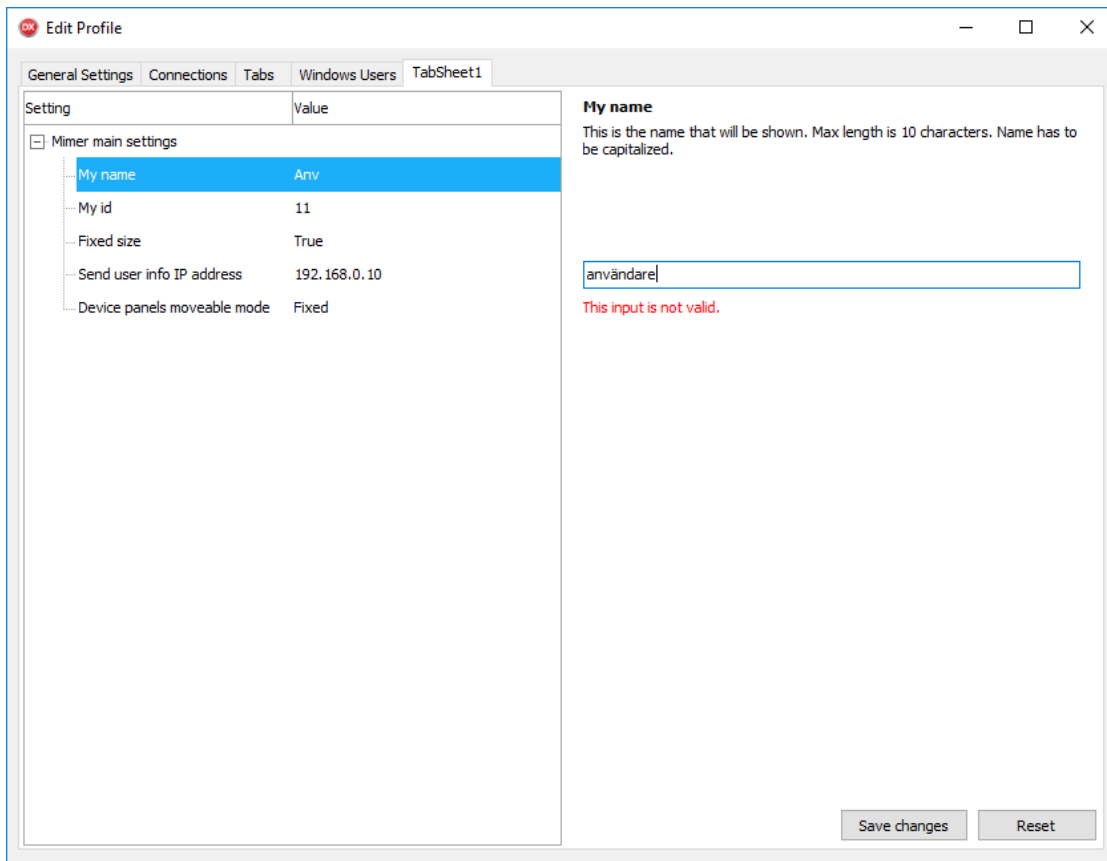 DX Edit Profile
General Settings Connections Tabs Windows Users TabSheet1
Setting Value
Mimer main settings
My name Anv
My id 11
Fixed size True
Send user info IP address 192.168.0.10
Device panels moveable mode Fixed
My name
This is the name that will be shown. Max length is 10 characters. Name has to
be capitalized.
användare
This input is not valid.
Save changes Reset